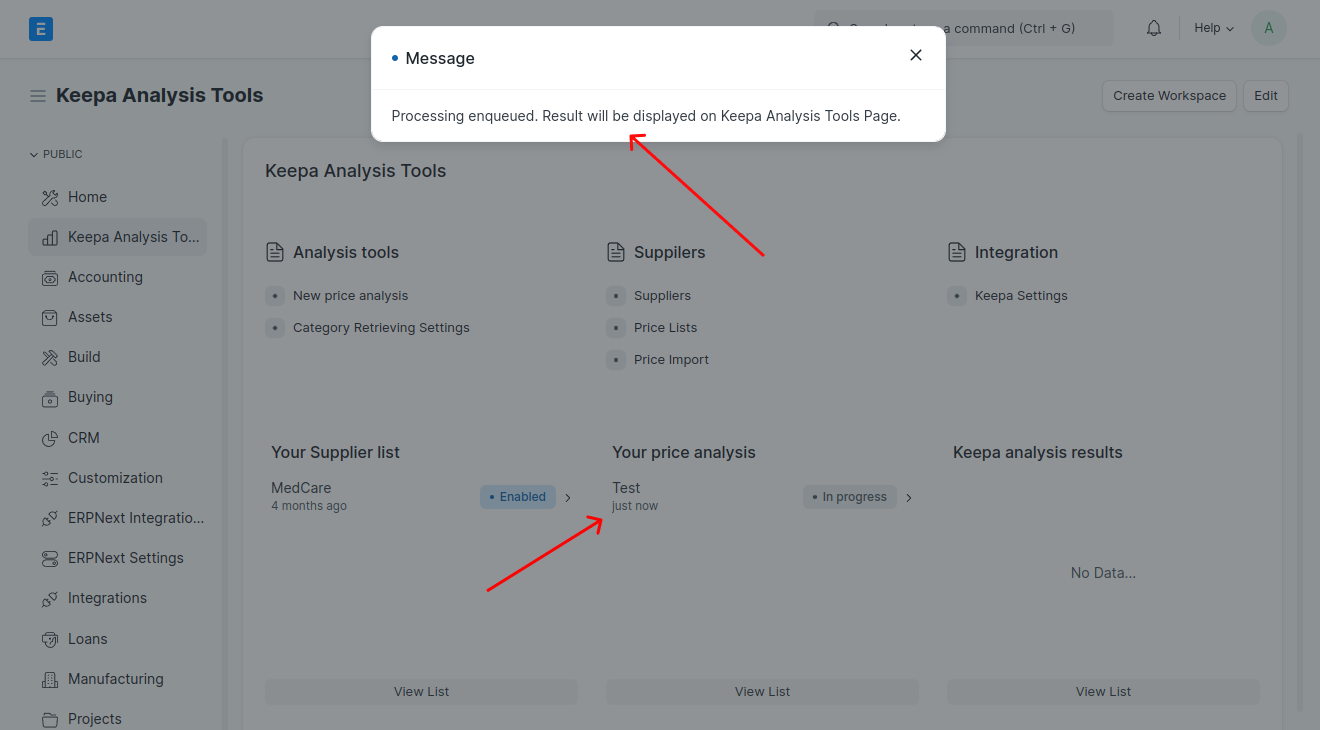 E
a command (Ctrl + G)
Help
A
Message
Processing enqueued. Result will be displayed on Keepa Analysis Tools Page.
Keepa Analysis Tools
Create Workspace
Edit
PUBLIC
Home
Keepa Analysis To...
Accounting
Assets
Build
Buying
CRM
Customization
ERPNext Integratio...
ERPNext Settings
Integrations
Loans
Manufacturing
Projects
Keepa Analysis Tools
Analysis tools
New price analysis
Category Retrieving Settings
Suppilers
Suppliers
Price Lists
Price Import
Integration
Keepa Settings
Your Supplier list
MedCare
4 months ago
Enabled
View List
Your price analysis
Test
just now
In progress
View List
Keepa analysis results
No Data...
View List